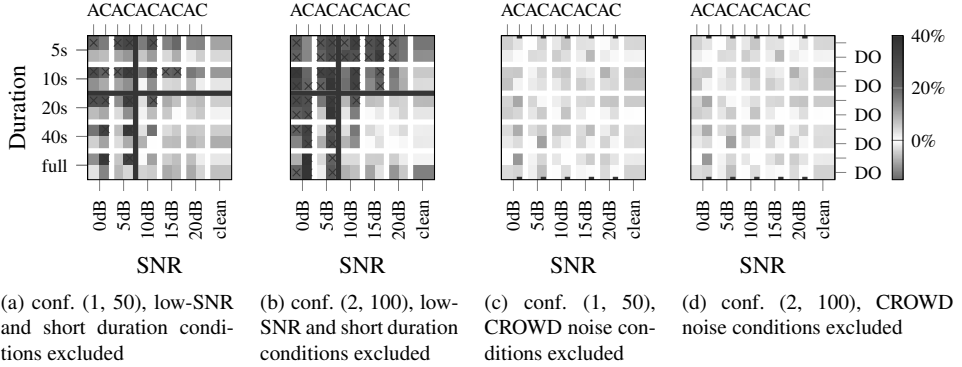 ACACACACAC ACACACACAC ACACACACAC ACACACACAC
Duration
5s
10s
20s
40s
full
DO
DO
DO
DO
DO
40%
20%
0%
0dB 5dB 10dB 15dB 20dB clean
0dB 5dB 10dB 15dB 20dB clean
0dB 5dB 10dB 15dB 20dB clean
0dB 5dB 10dB 15dB 20dB clean
SNR SNR SNR SNR
(a) conf. (1, 50), low-SNR
and short duration condi-
tions excluded
(b) conf. (2, 100), low-
SNR and short duration
conditions excluded
(c) conf. (1, 50),
CROWD noise con-
ditions excluded
(d) conf. (2, 100), CROWD
noise conditions excluded